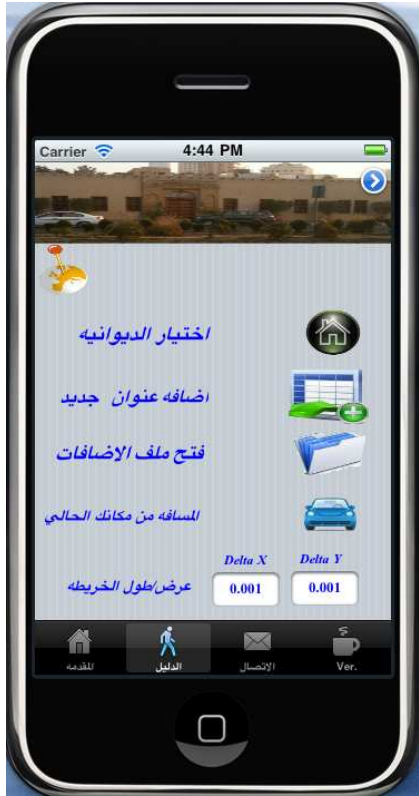 Carrier 4:44 PM
اختيار الديوانيه
اضافه عنوان جديد
فتح ملف الاضافات
المسافه من مكانك الحالي
Delta X Delta Y
عرض/طول الخريطه 0.001 0.001
المقدمه الدليل الإتصال Ver.